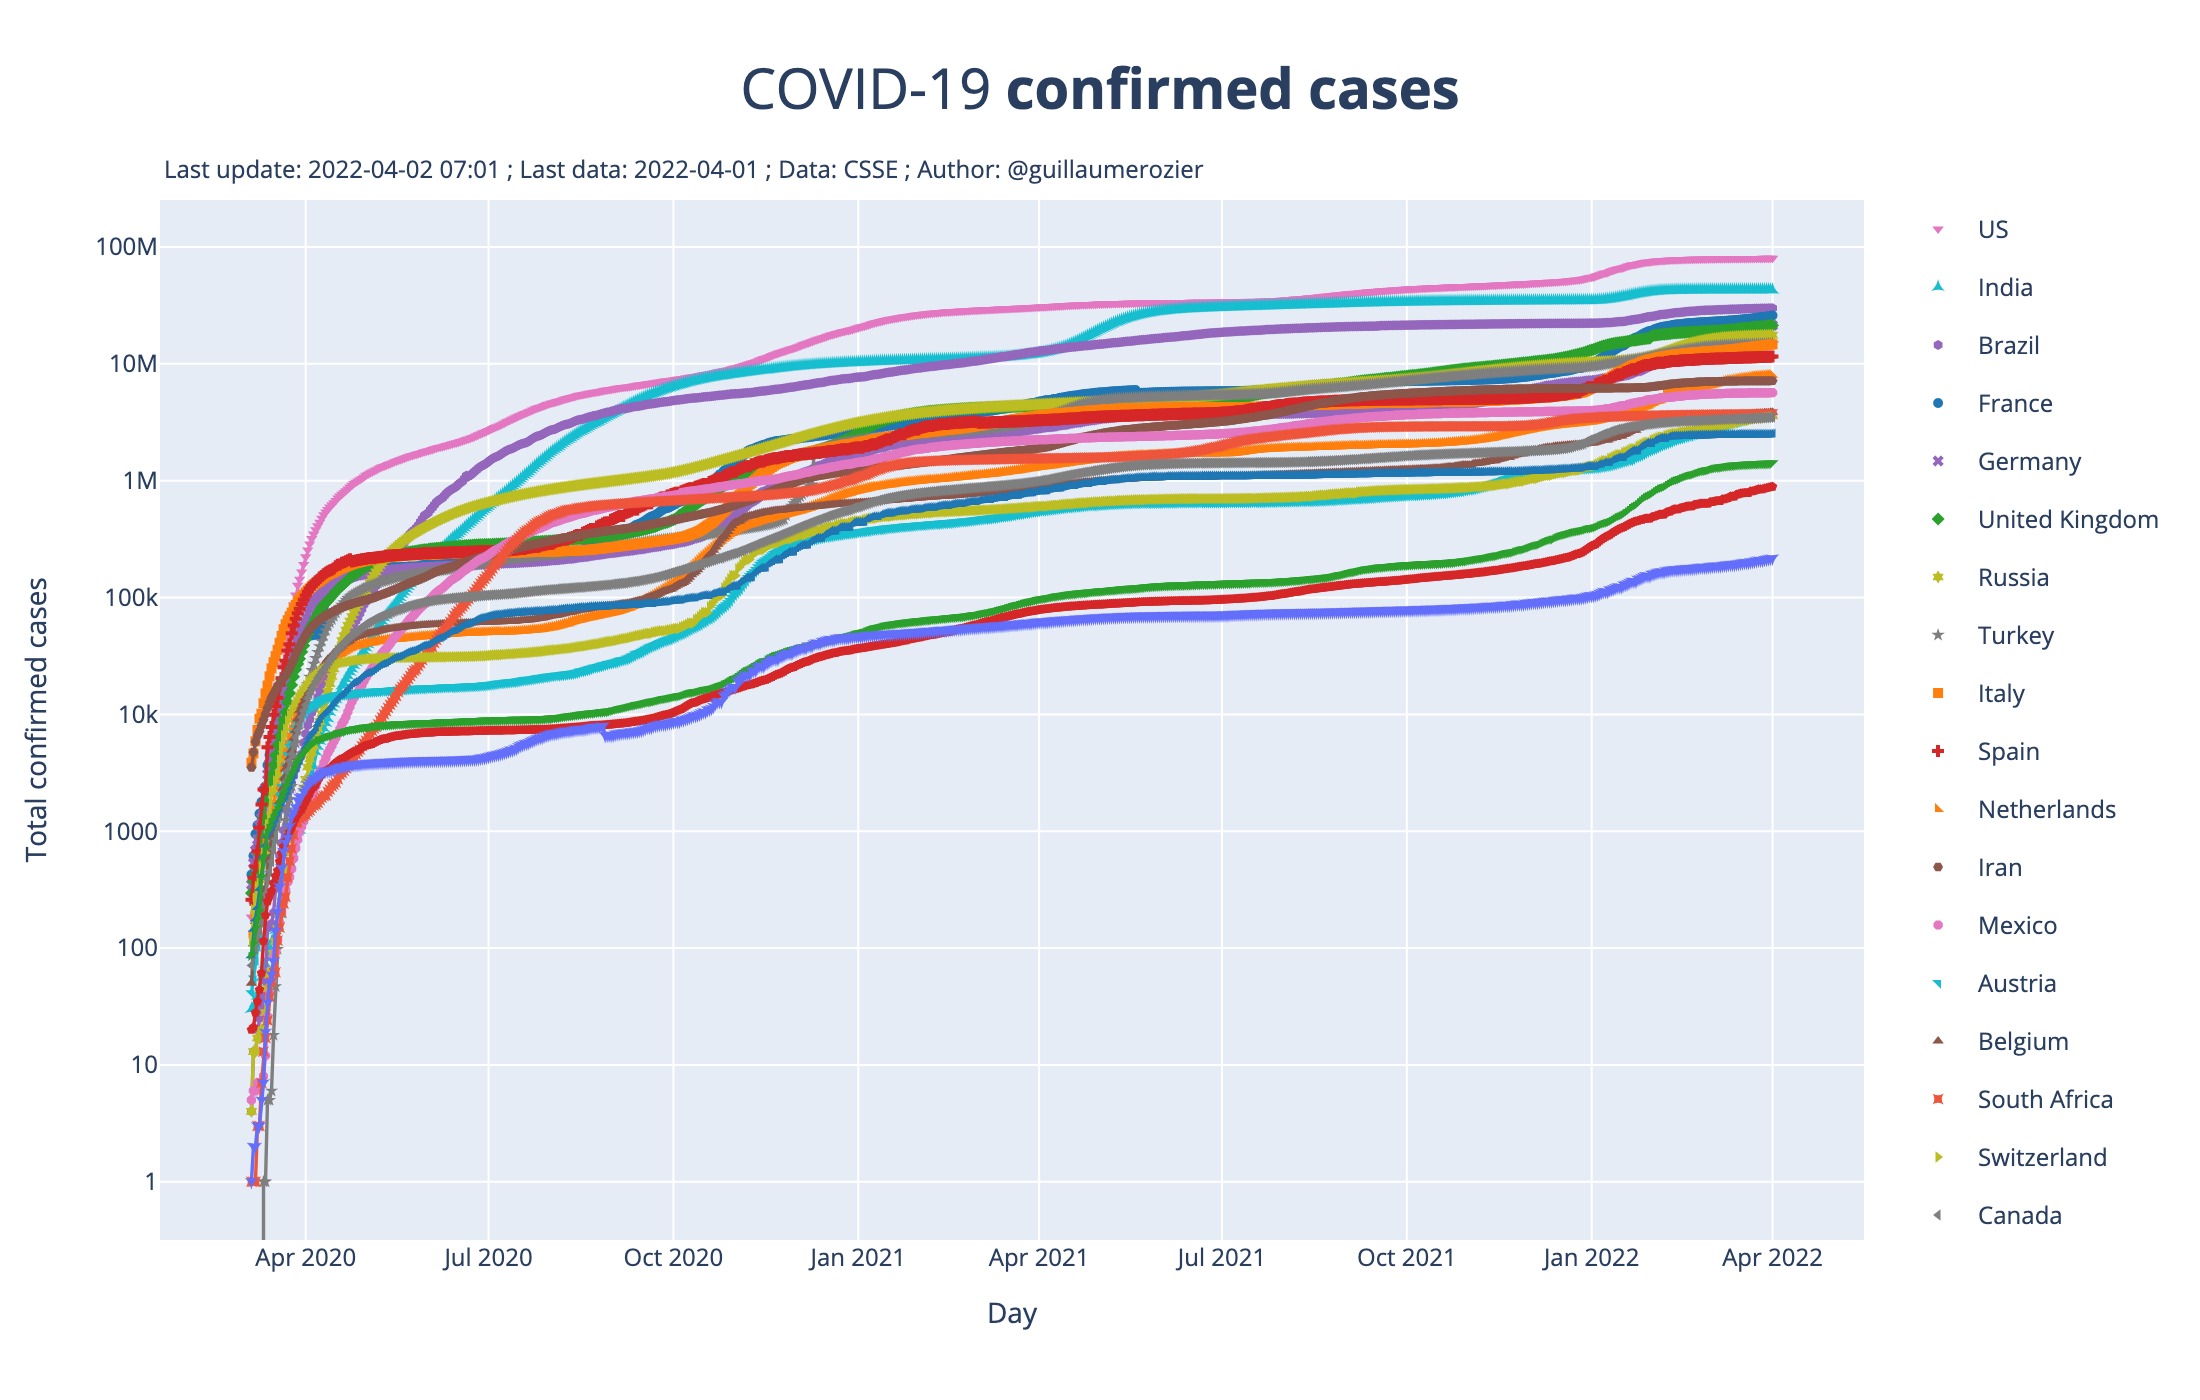 COVID-19 confirmed cases
Last update: 2022-04-02 07:01 ; Last data: 2022-04-01 ; Data: CSSE ; Author: @guillaumerozier
Total confirmed cases
100M
10M
1M
100k
10k
1000
100
10
1
Apr 2020
Jul 2020
Oct 2020
Jan 2021
Apr 2021
Jul 2021
Oct 2021
Jan 2022
Apr 2022
Day
US
India
Brazil
France
Germany
United Kingdom
Russia
Turkey
Italy
Spain
Netherlands
Iran
Mexico
Austria
Belgium
South Africa
Switzerland
Canada